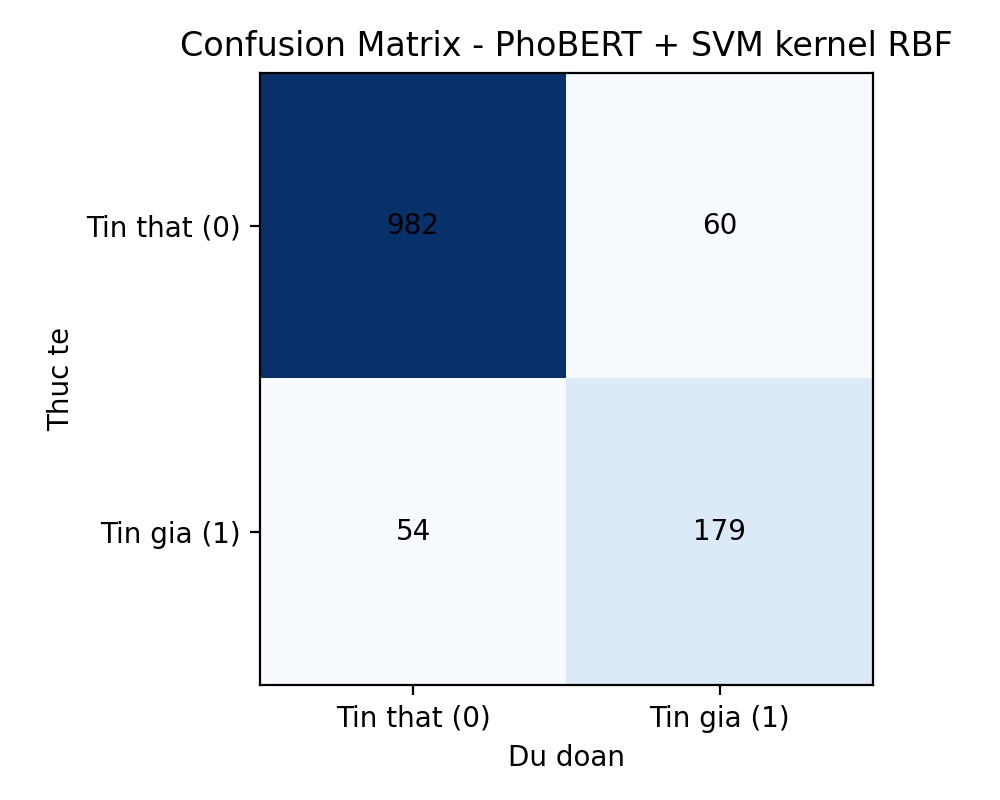 Confusion Matrix - PhoBERT + SVM kernel RBF
Tin that (0)
982
60
Thuc te
Tin gia (1)
54
179
Tin that (0)
Tin gia (1)
Du doan